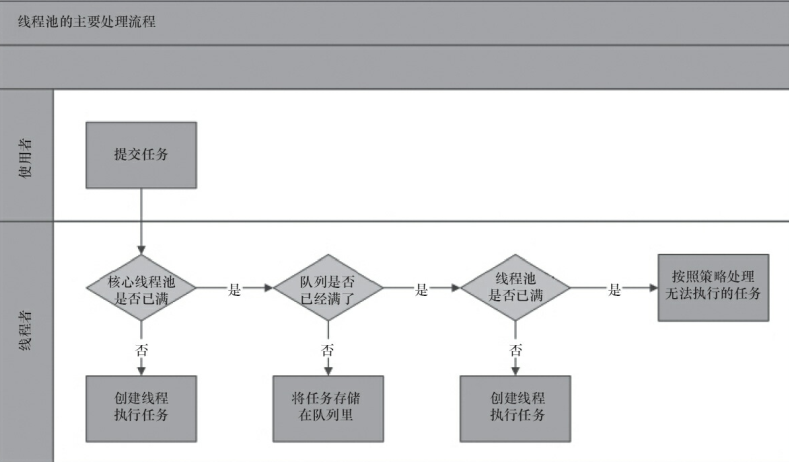 线程池的主要处理流程
使用者
提交任务
线程者
核心线程池
是否已满
是
队列是否
已经满了
是
线程池
是否已满
是
按照策略处理
无法执行的任务
否
否
否
创建线程
执行任务
将任务存储
在队列里
创建线程
执行任务